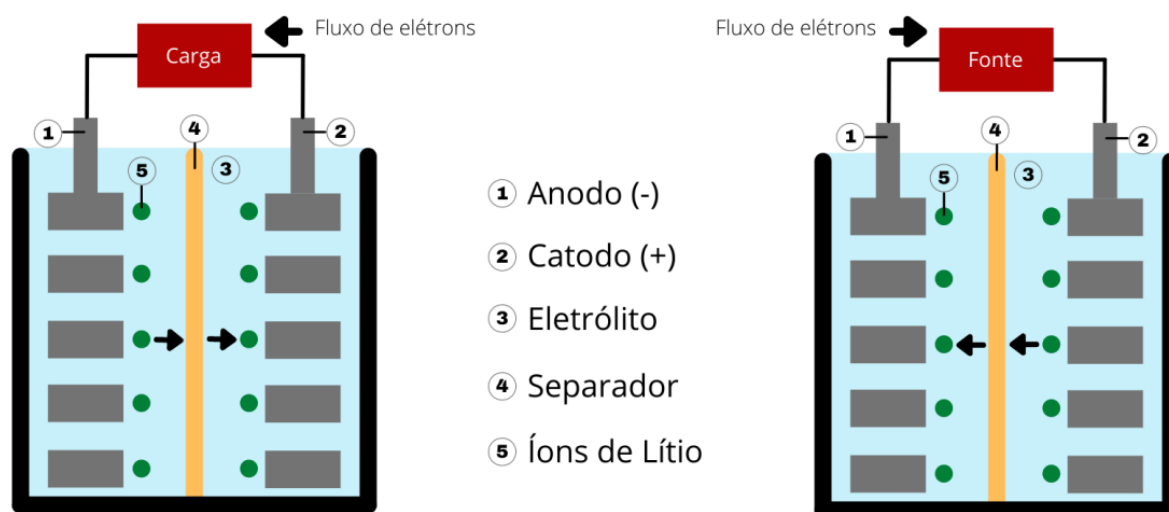 Fluxo de elétrons
Carga
1
2
4
3
5
1 Anodo (-)
2 Catodo (+)
3 Eletrólito
4 Separador
5 Íons de Lítio
Fluxo de elétrons
Fonte
1
2
4
3
5